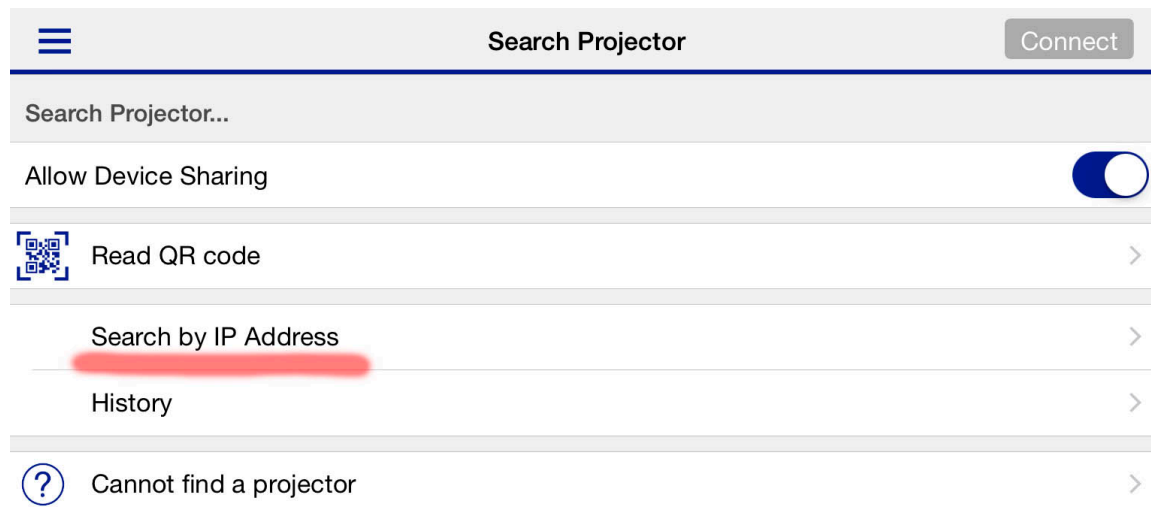 Search Projector
Connect
Search Projector...
Allow Device Sharing
Read QR code
Search by IP Address
History
? Cannot find a projector